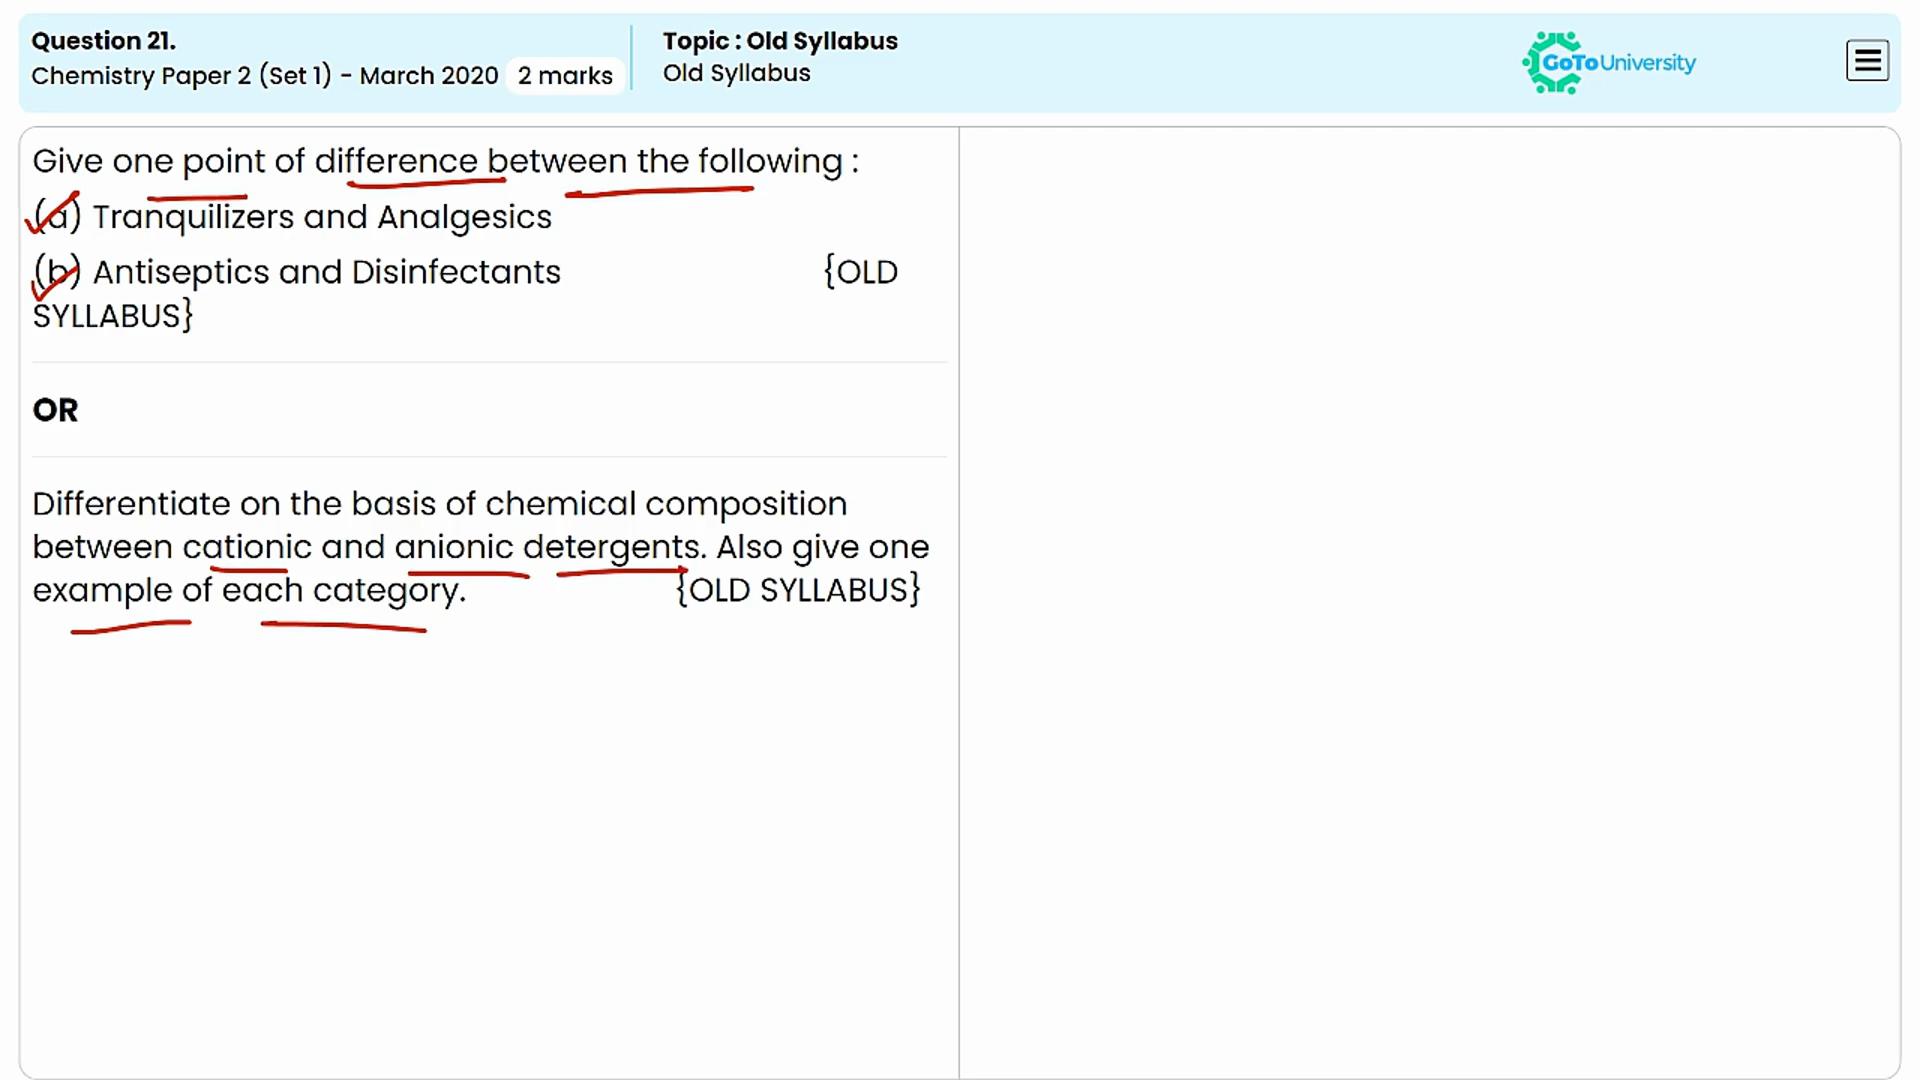 Question 21.
Chemistry Paper 2 (Set 1) - March 2020 2 marks
Topic : Old Syllabus
Old Syllabus
GoToUniversity
Give one point of difference between the following :
(a) Tranquilizers and Analgesics
(b) Antiseptics and Disinfectants {OLD
SYLLABUS}
OR
Differentiate on the basis of chemical composition
between cationic and anionic detergents. Also give one
example of each category. {OLD SYLLABUS}